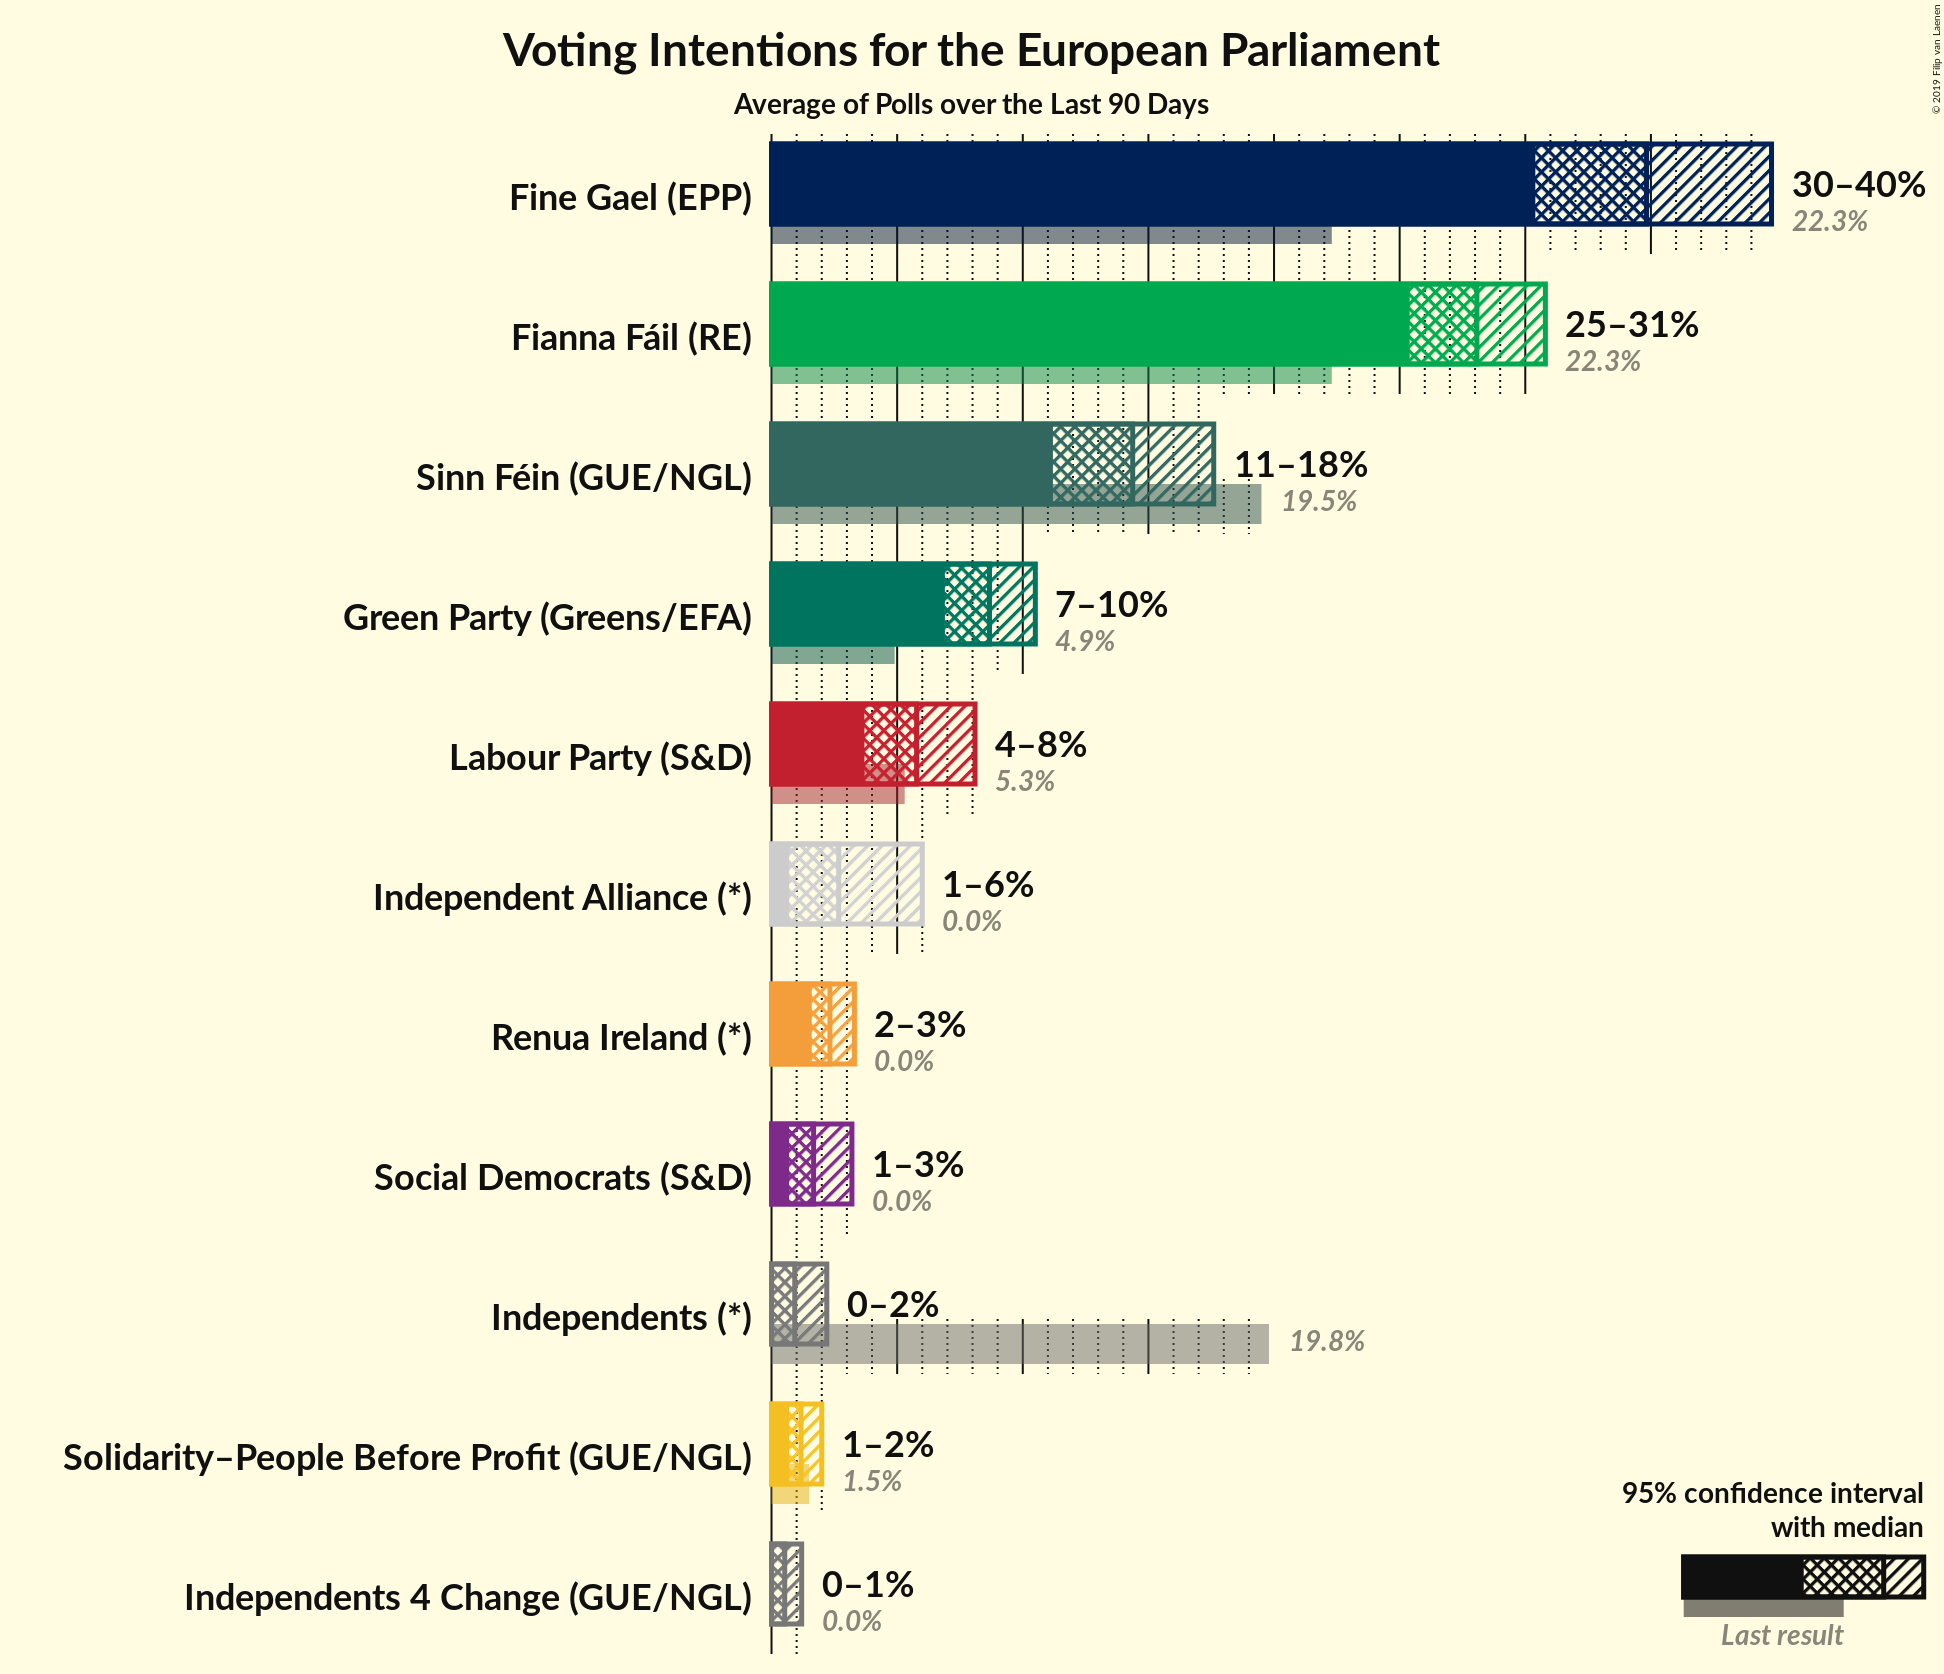 © 2019 Filip van Laenen
Voting Intentions for the European Parliament
Average of Polls over the Last 90 Days
Fine Gael (EPP)
30–40%
22.3%
Fianna Fáil (RE)
25–31%
22.3%
Sinn Féin (GUE/NGL)
11–18%
19.5%
Green Party (Greens/EFA)
7–10%
4.9%
Labour Party (S&D)
4–8%
5.3%
Independent Alliance (*)
1–6%
0.0%
Renua Ireland (*)
2–3%
0.0%
Social Democrats (S&D)
1–3%
0.0%
Independents (*)
0–2%
19.8%
Solidarity–People Before Profit (GUE/NGL)
1–2%
1.5%
Independents 4 Change (GUE/NGL)
0–1%
0.0%
95% confidence interval
with median
Last result